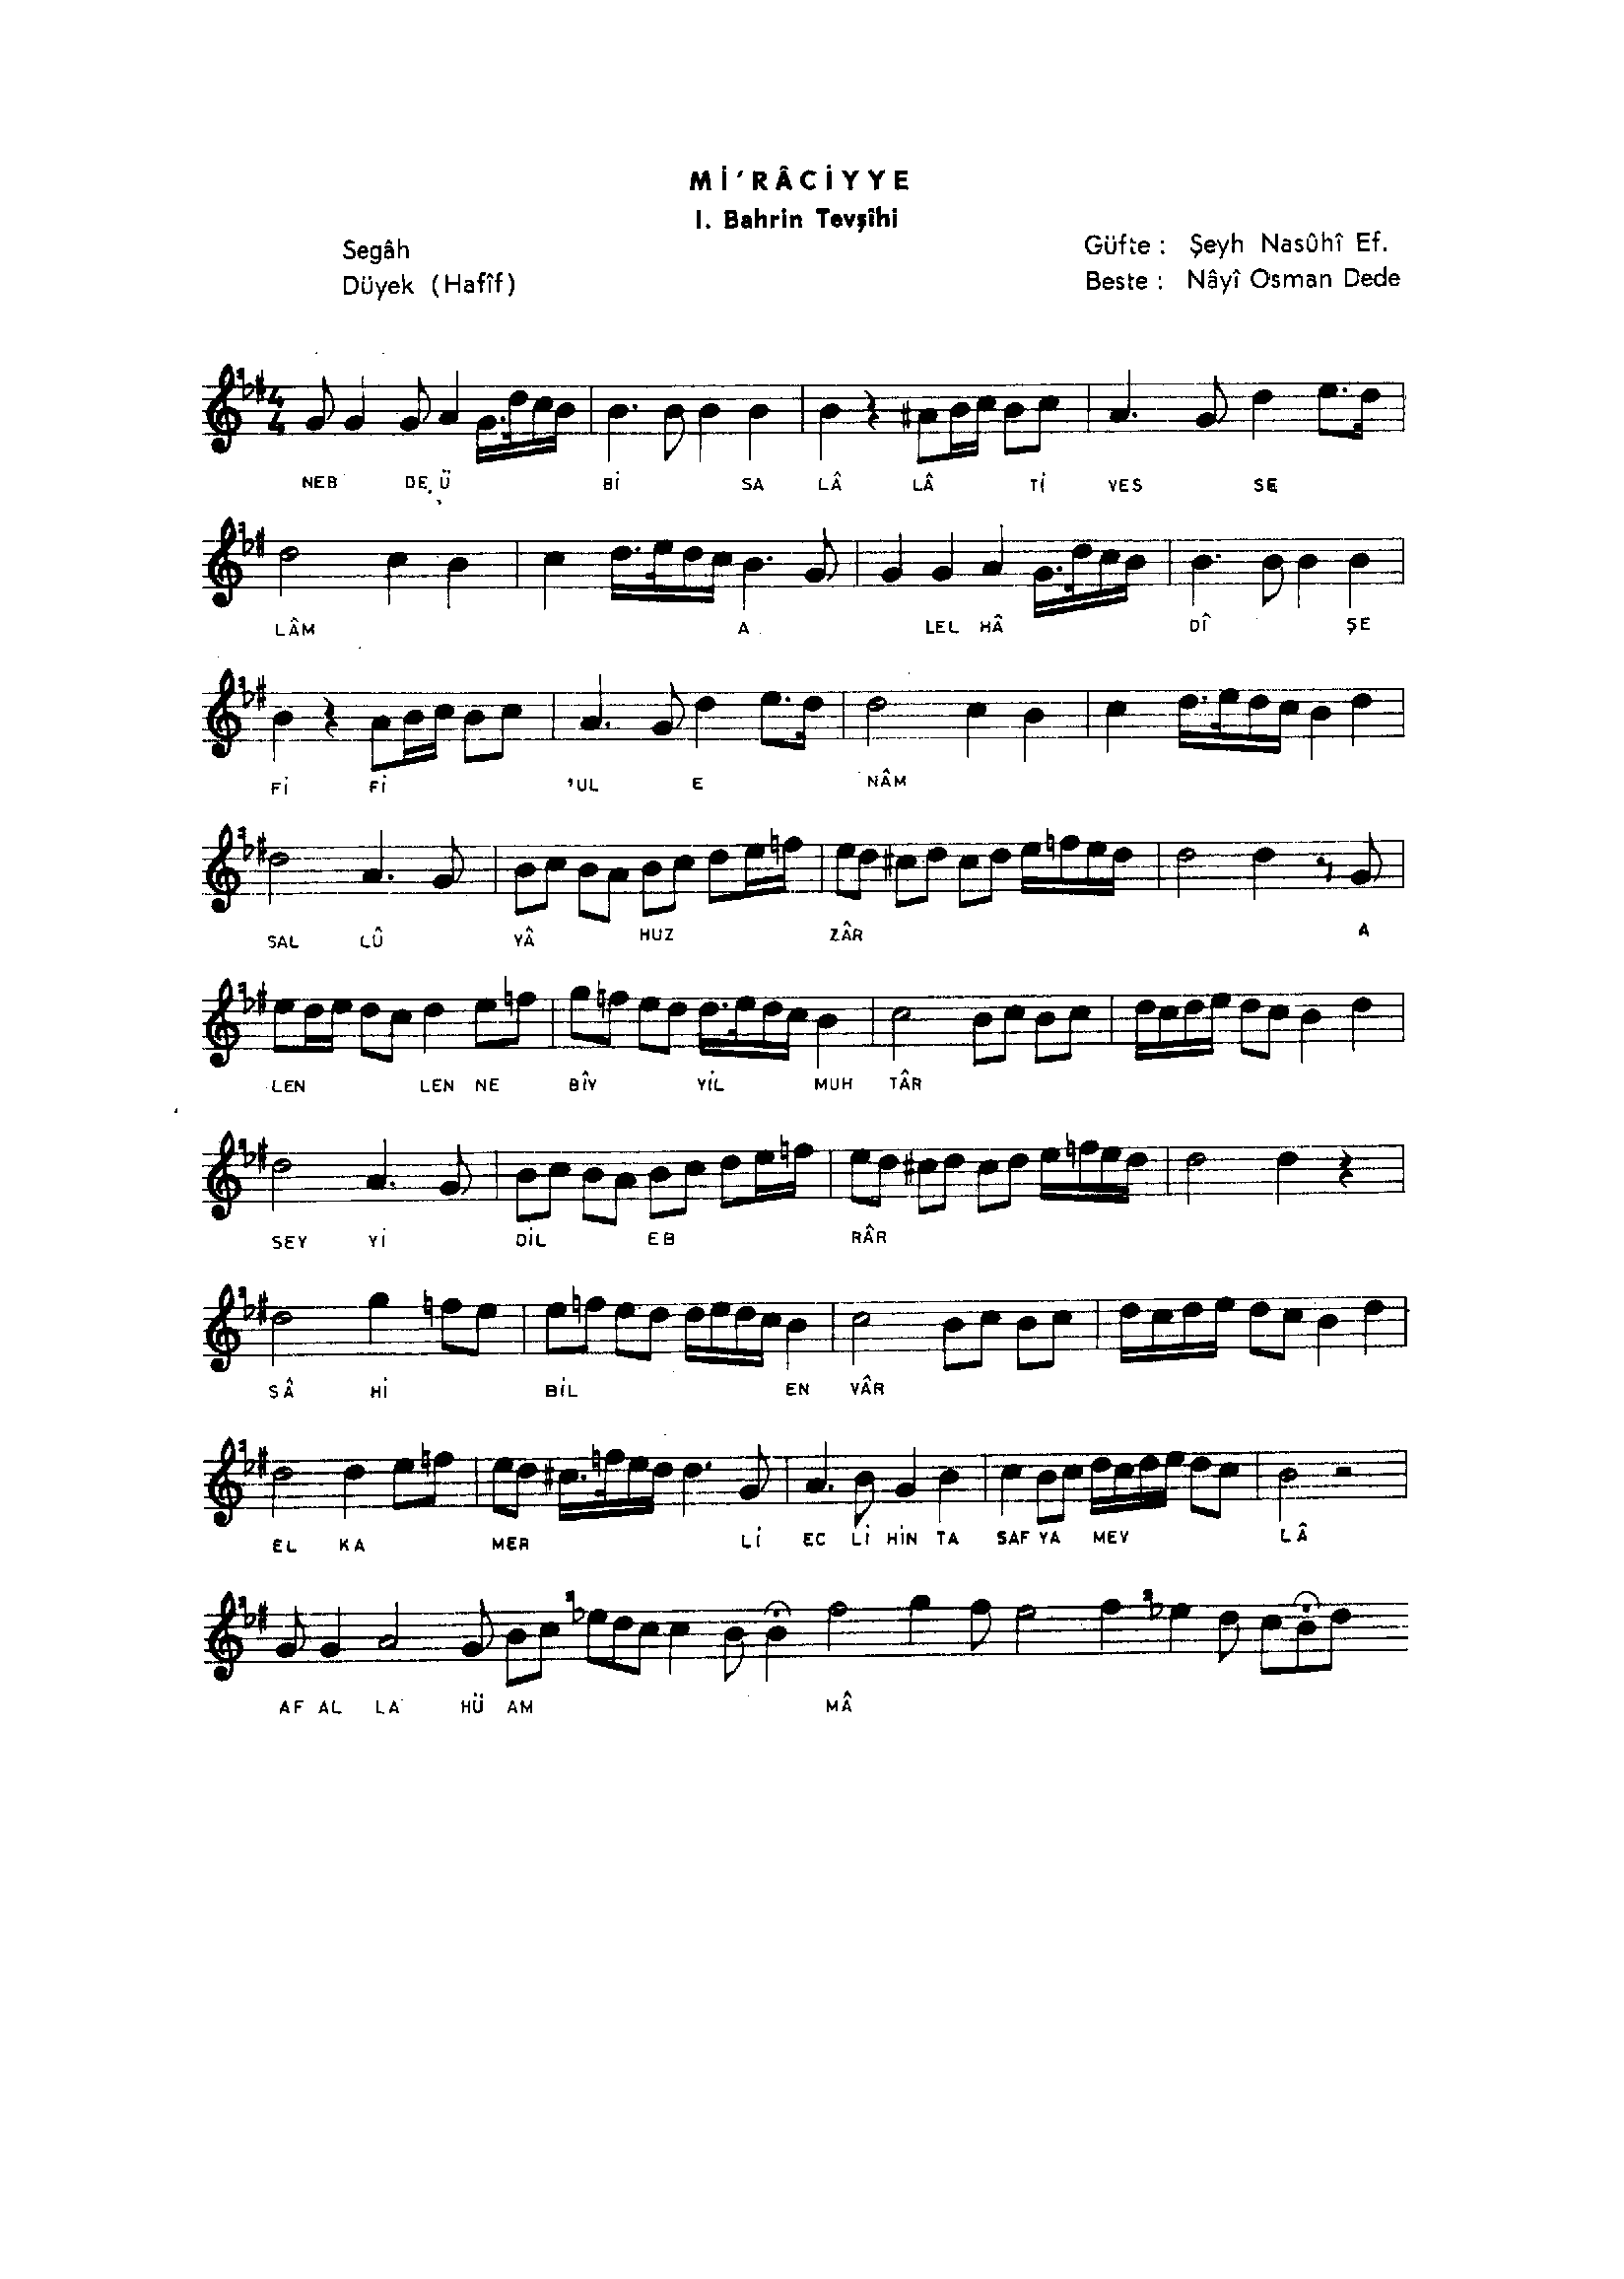 Mİ'RÂCİYYE
I. Bahrin Tevşîhi
Segâh
Düyek (Hafîf)
Güfte : Şeyh Nasûhî Ef.
Beste : Nâyî Osman Dede
4
4
NEB DE Ü Bİ SA LÂ LÂ Tİ VES SE
LÂM A LEL HÂ DÎ ŞE
Fİ Fİ 'UL E NÂM
SAL LÛ YÂ HUZ ZÂR A
LEN LEN NE BÎY YİL MUH TÂR
SEY Yİ DİL EB RÂR
SÂ Hİ BİL EN VÂR
EL KA MER Lİ EC Lİ HİN TA SAF YA MEV LÂ
AF AL LA HÜ AM MÂ